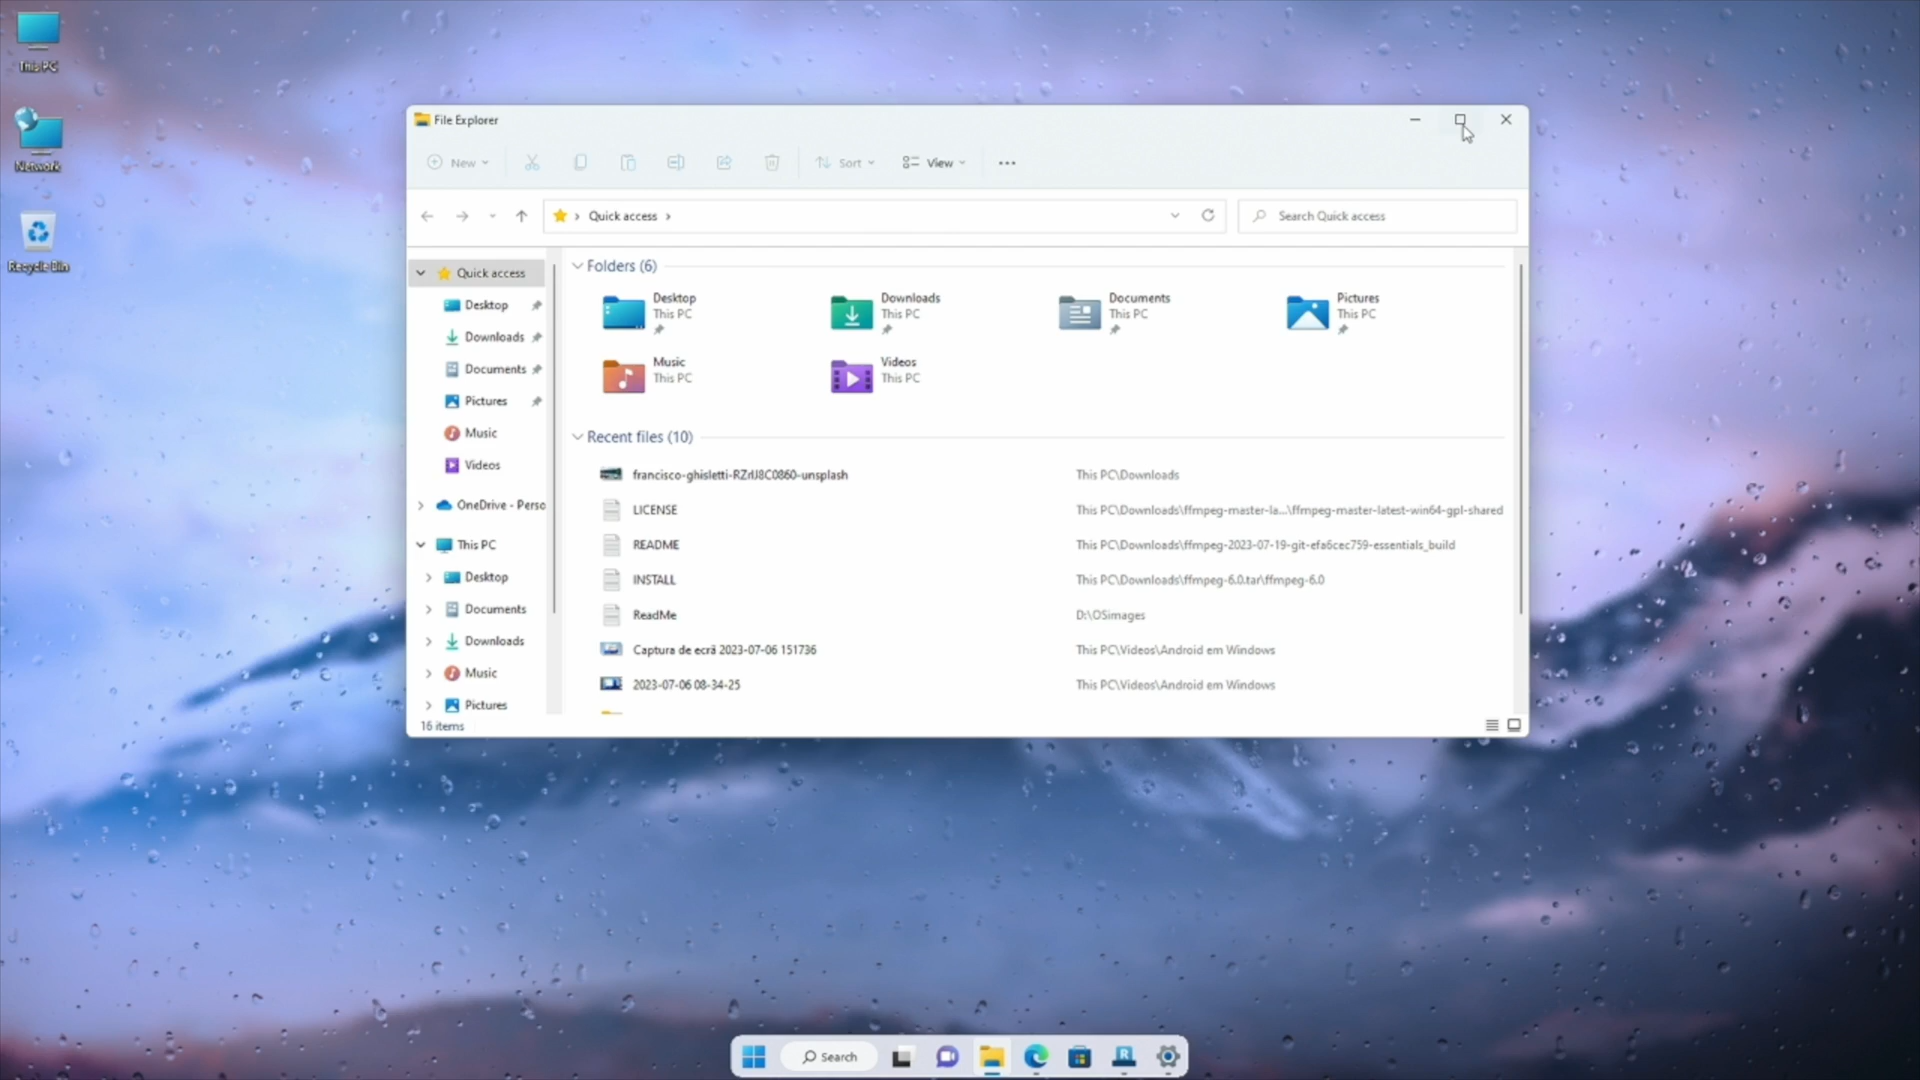 This PC
Network
Recycle Bin
File Explorer
New
Sort
View
Quick access
Search Quick access
Quick access
Desktop
Downloads
Documents
Pictures
Music
Videos
OneDrive - Perso
This PC
Desktop
Documents
Downloads
Music
Pictures
16 items
Folders (6)
Desktop
This PC
Downloads
This PC
Documents
This PC
Pictures
This PC
Music
This PC
Videos
This PC
Recent files (10)
francisco-ghisletti-RZrIJ8C0860-unsplash This PC\Downloads
LICENSE This PC\Downloads\ffmpeg-master-la...\ffmpeg-master-latest-win64-gpl-shared
README This PC\Downloads\ffmpeg-2023-07-19-git-efa6cec759-essentials_build
INSTALL This PC\Downloads\ffmpeg-6.0.tar\ffmpeg-6.0
ReadMe D:\OSimages
Captura de ecrã 2023-07-06 151736 This PC\Videos\Android em Windows
2023-07-06 08-34-25 This PC\Videos\Android em Windows
Search
R